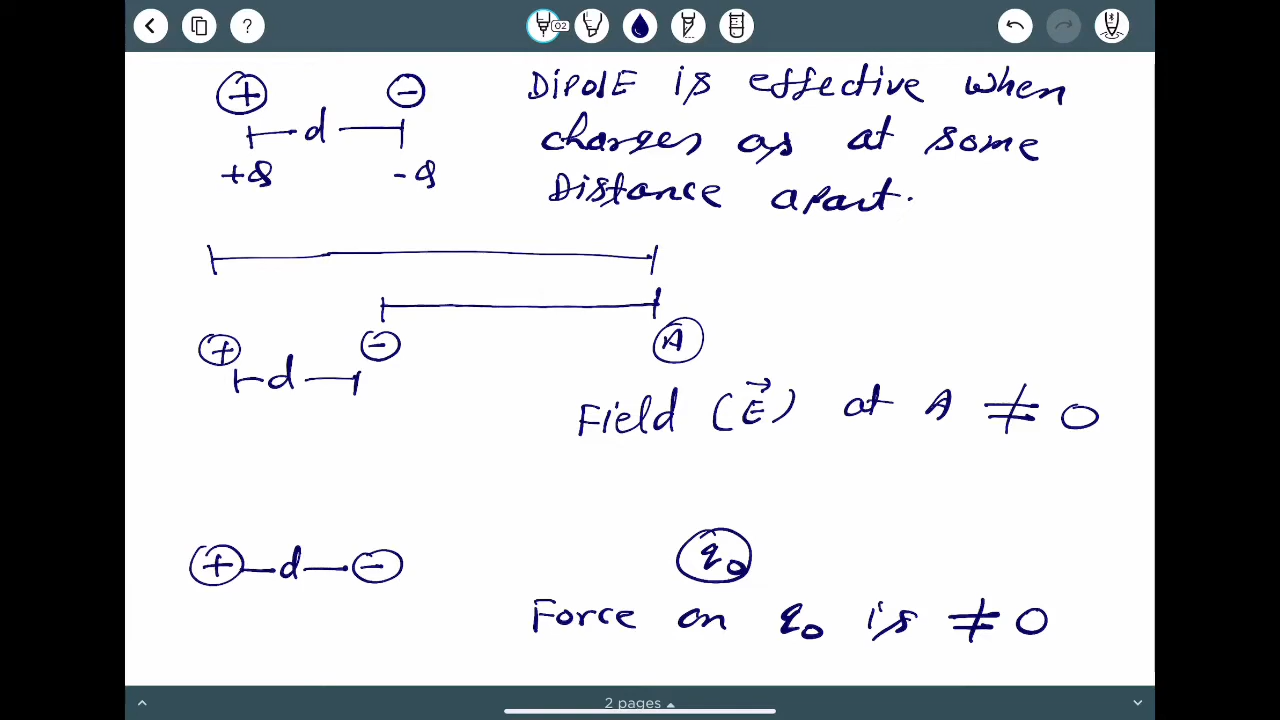 ?
02
+ -
d
+Q -Q
DipolE is effective when
charges as at some
Distance apart.
+ - A
d
Field (E⃗) at A ≠ 0
+ d - q₀
Force on q₀ is ≠ 0
2 pages